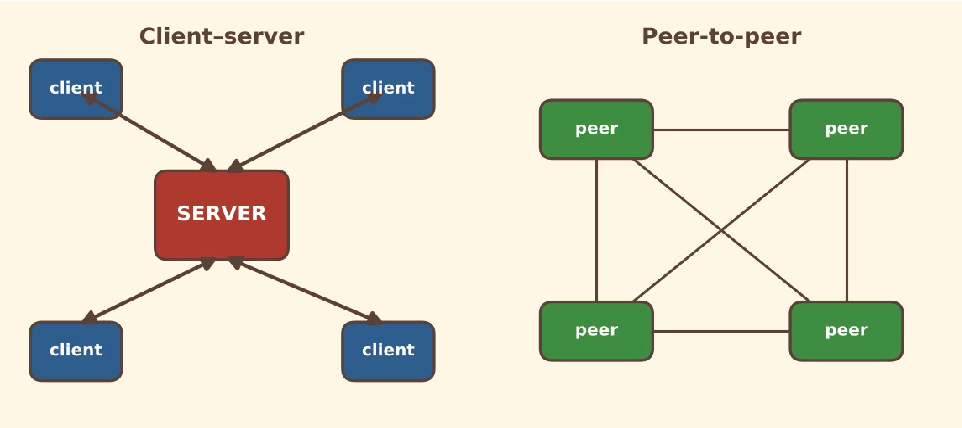 Client–server
client
client
SERVER
client
client
Peer-to-peer
peer
peer
peer
peer